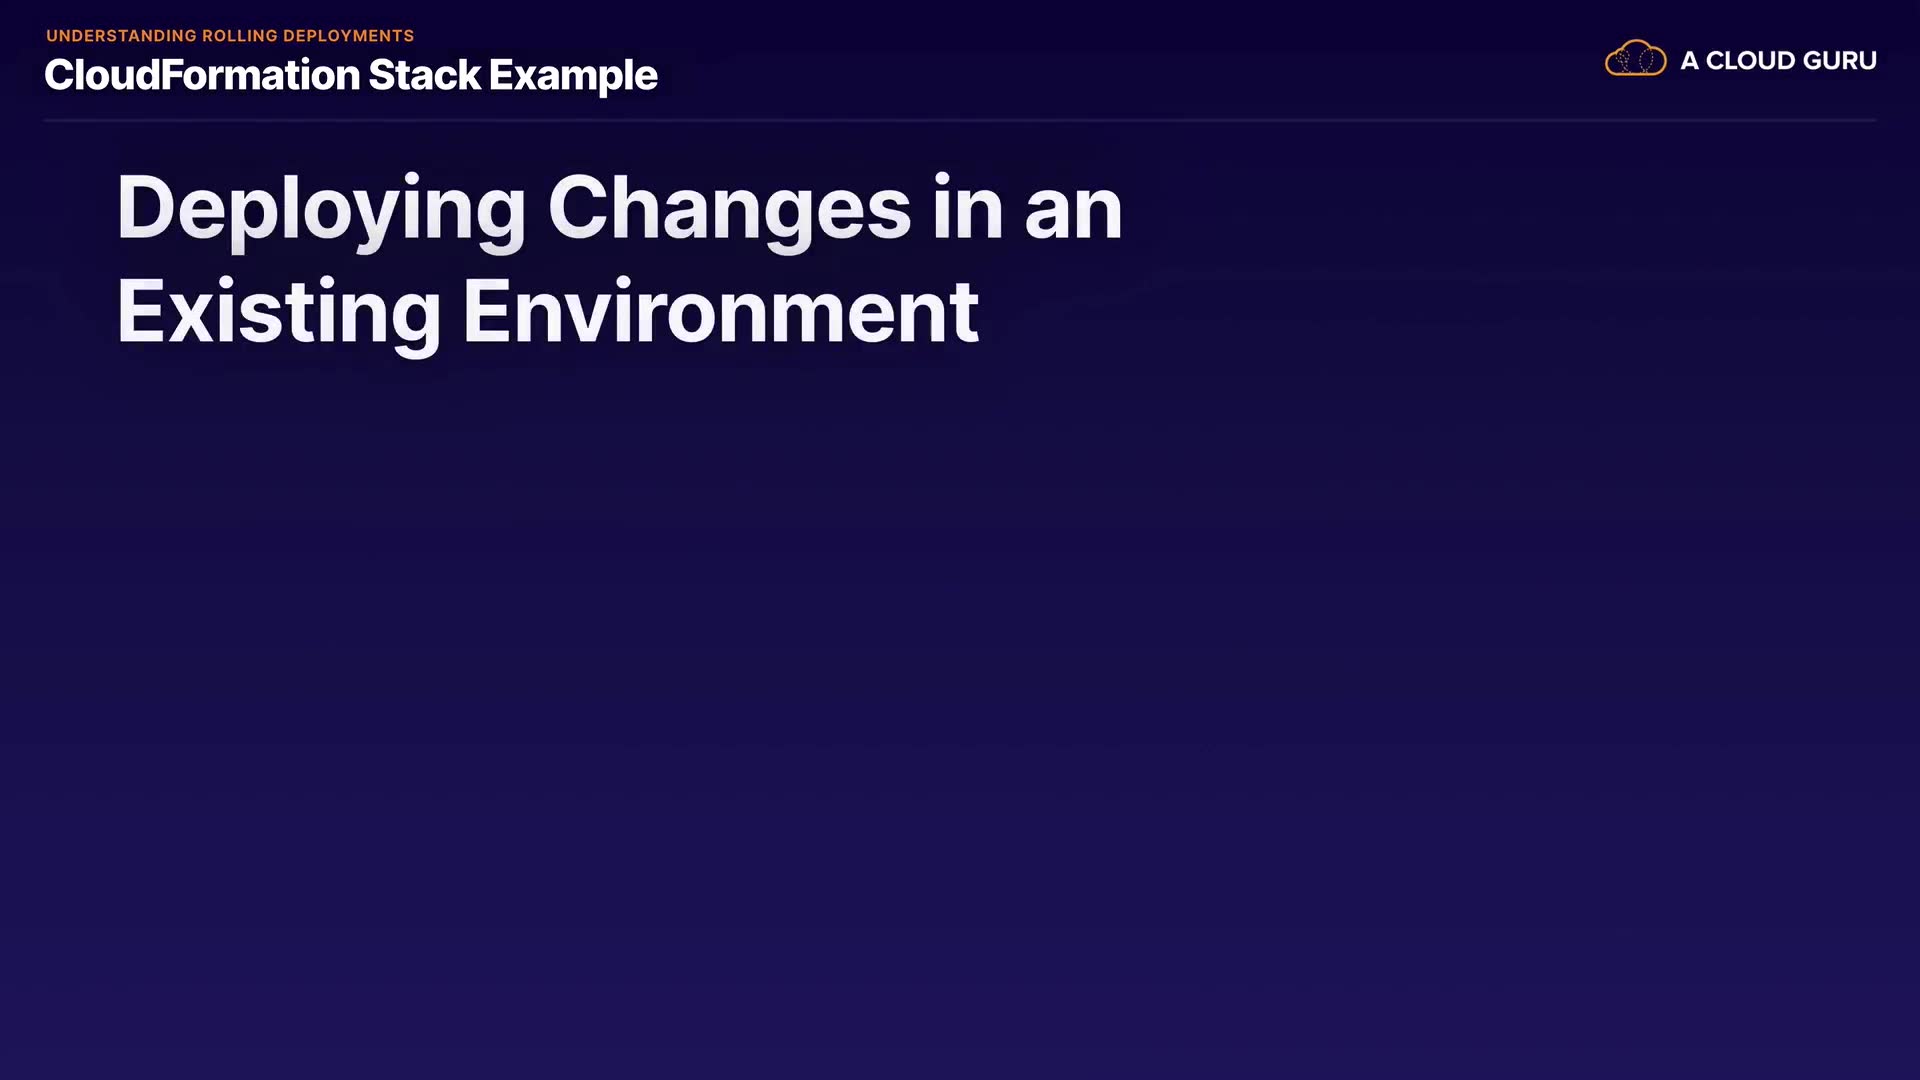 UNDERSTANDING ROLLING DEPLOYMENTS
CloudFormation Stack Example
A CLOUD GURU
Deploying Changes in an
Existing Environment